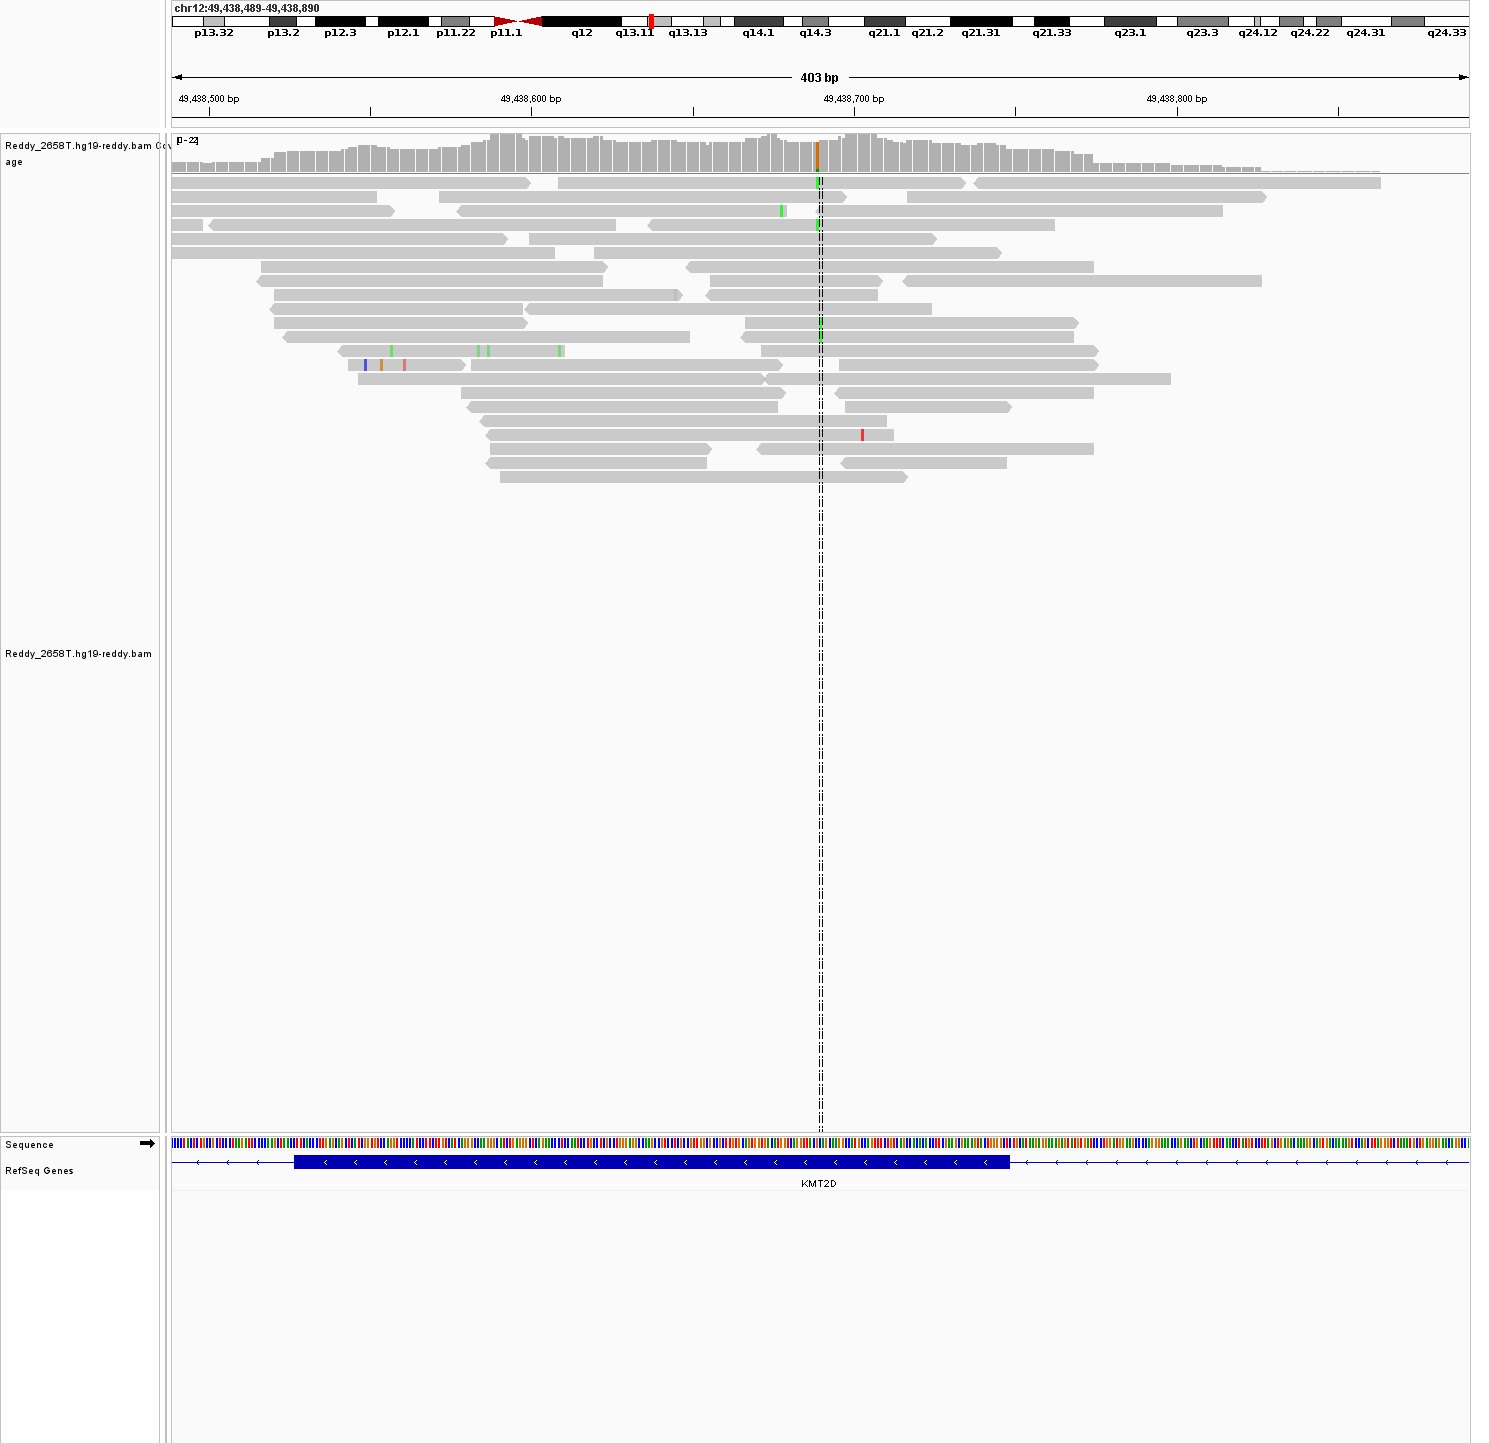 chr12:49,438,489-49,438,890
p13.32 p13.2 p12.3 p12.1 p11.22 p11.1 q12 q13.11 q13.13 q14.1 q14.3 q21.1 q21.2 q21.31 q21.33 q23.1 q23.3 q24.12 q24.22 q24.31 q24.33
403 bp
49,438,500 bp 49,438,600 bp 49,438,700 bp 49,438,800 bp
[0-22]
Reddy_2658T.hg19-reddy.bam Cov
age
Reddy_2658T.hg19-reddy.bam
Sequence
RefSeq Genes
KMT2D